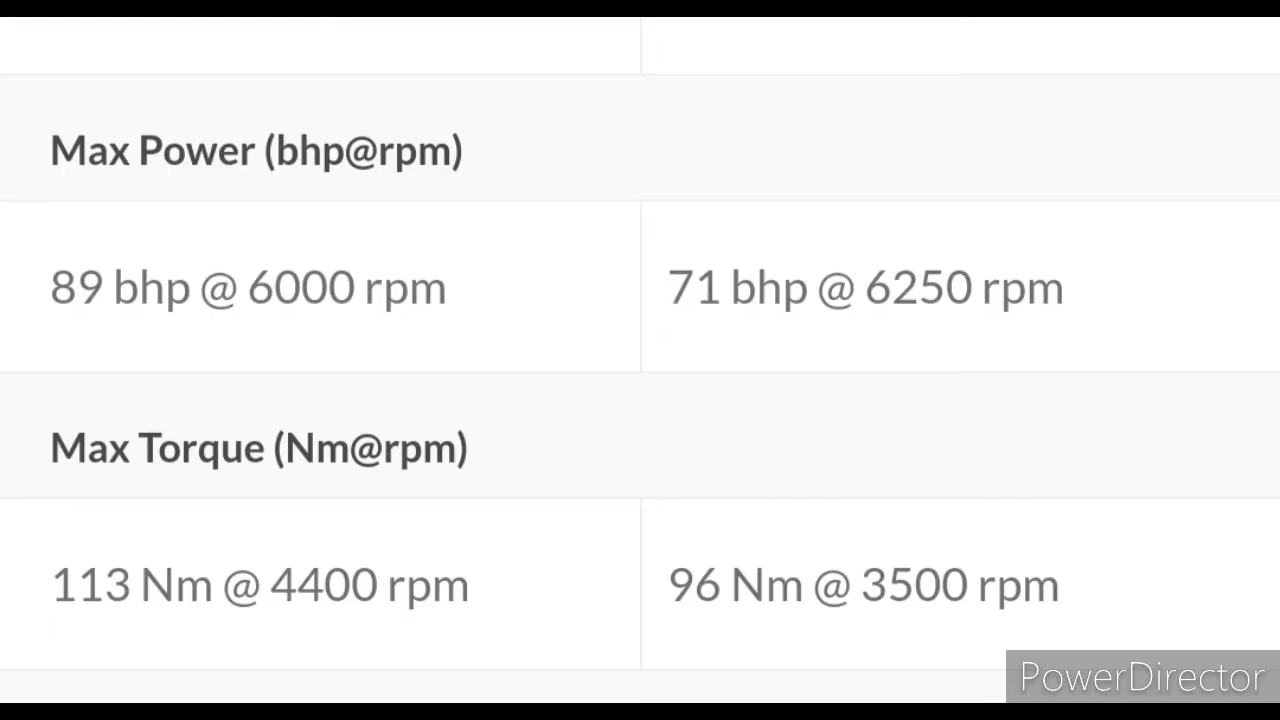 Max Power (bhp@rpm)
89 bhp @ 6000 rpm
71 bhp @ 6250 rpm
Max Torque (Nm@rpm)
113 Nm @ 4400 rpm
96 Nm @ 3500 rpm
PowerDirector